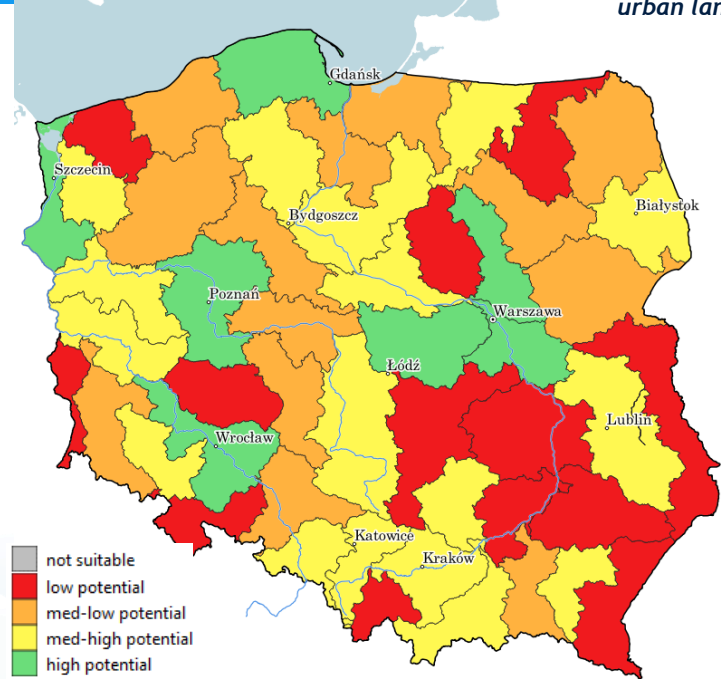 urban lan
Gdańsk
Szczecin
Białystok
Bydgoszcz
Poznań
Warszawa
Łódź
Lublin
Wrocław
Katowice
Kraków
not suitable
low potential
med-low potential
med-high potential
high potential